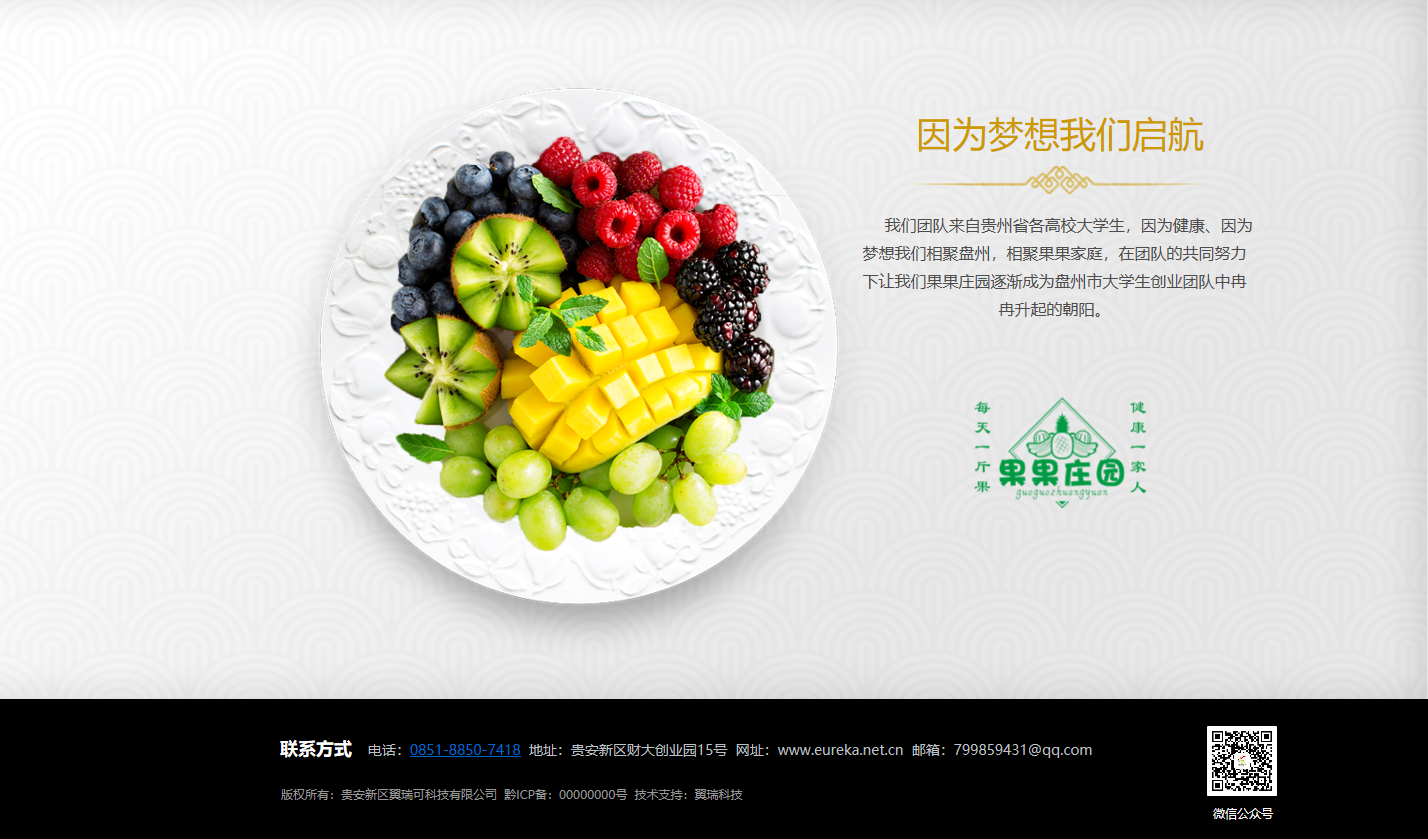 因为梦想我们启航
我们团队来自贵州省各高校大学生，因为健康、因为
梦想我们相聚盘州，相聚果果家庭，在团队的共同努力
下让我们果果庄园逐渐成为盘州市大学生创业团队中冉
冉升起的朝阳。
每天一斤果
健康一家人
果果庄园
guoguozhuangyuan
联系方式 电话：0851-8850-7418 地址：贵安新区财大创业园15号 网址：www.eureka.net.cn 邮箱：799859431@qq.com
版权所有：贵安新区翼瑞可科技有限公司 黔ICP备：00000000号 技术支持：翼瑞科技
微信公众号